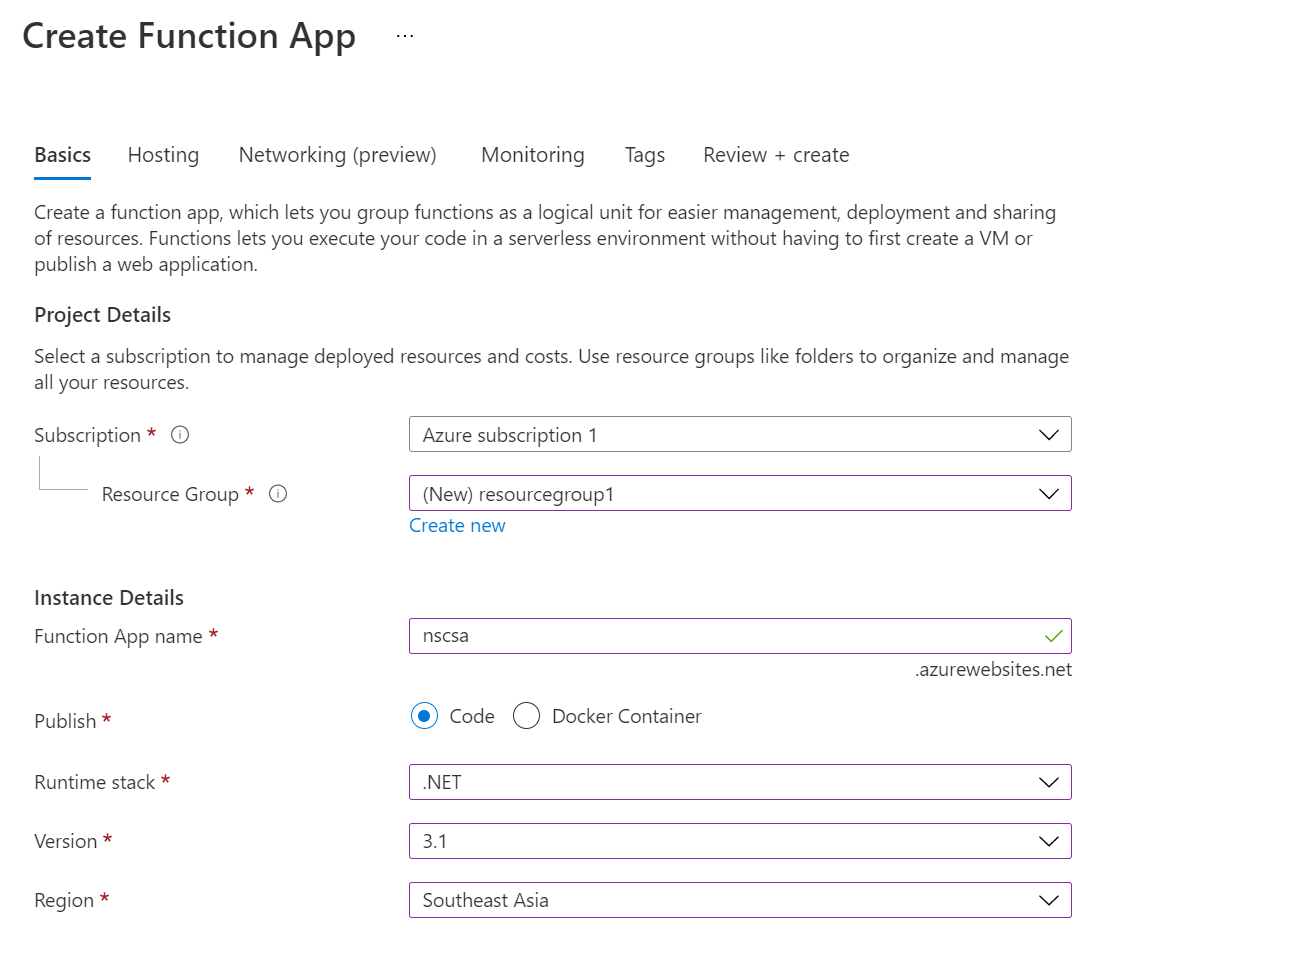 Create Function App ...
Basics Hosting Networking (preview) Monitoring Tags Review + create
Create a function app, which lets you group functions as a logical unit for easier management, deployment and sharing
of resources. Functions lets you execute your code in a serverless environment without having to first create a VM or
publish a web application.
Project Details
Select a subscription to manage deployed resources and costs. Use resource groups like folders to organize and manage
all your resources.
Subscription * Azure subscription 1
Resource Group * (New) resourcegroup1
Create new
Instance Details
Function App name * nscsa
.azurewebsites.net
Publish * Code Docker Container
Runtime stack * .NET
Version * 3.1
Region * Southeast Asia